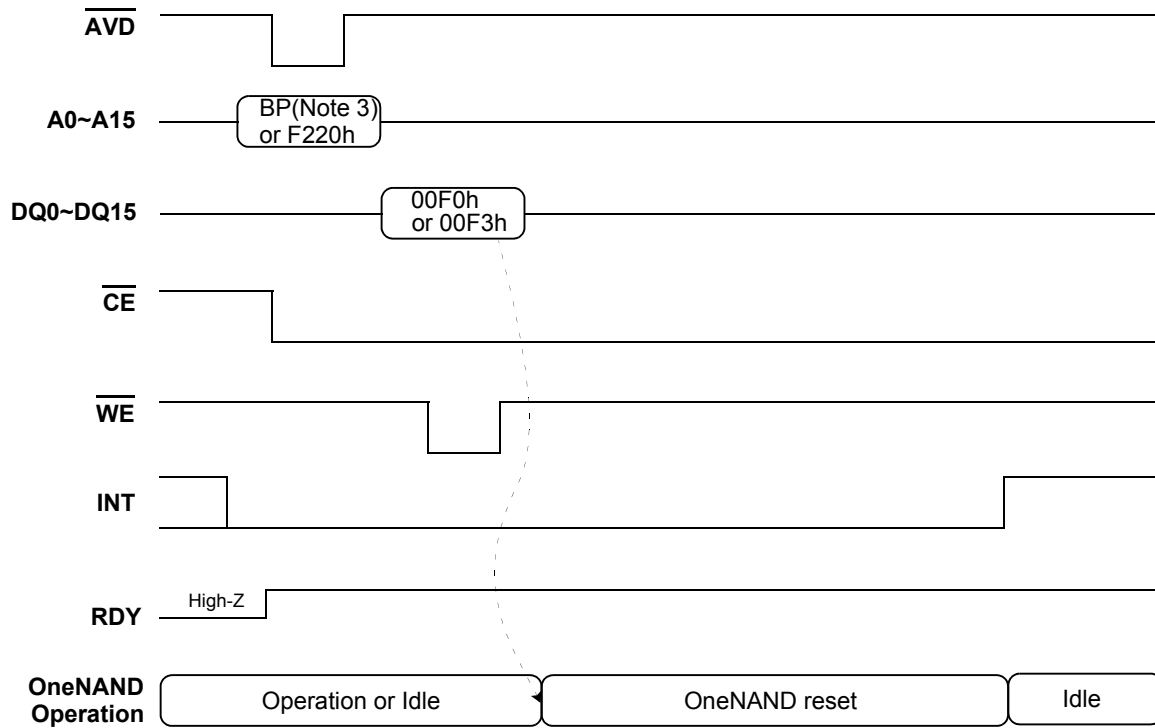 AVD
A0~A15
BP(Note 3)
or F220h
DQ0~DQ15
00F0h
or 00F3h
CE
WE
INT
RDY
High-Z
OneNAND
Operation
Operation or Idle
OneNAND reset
Idle